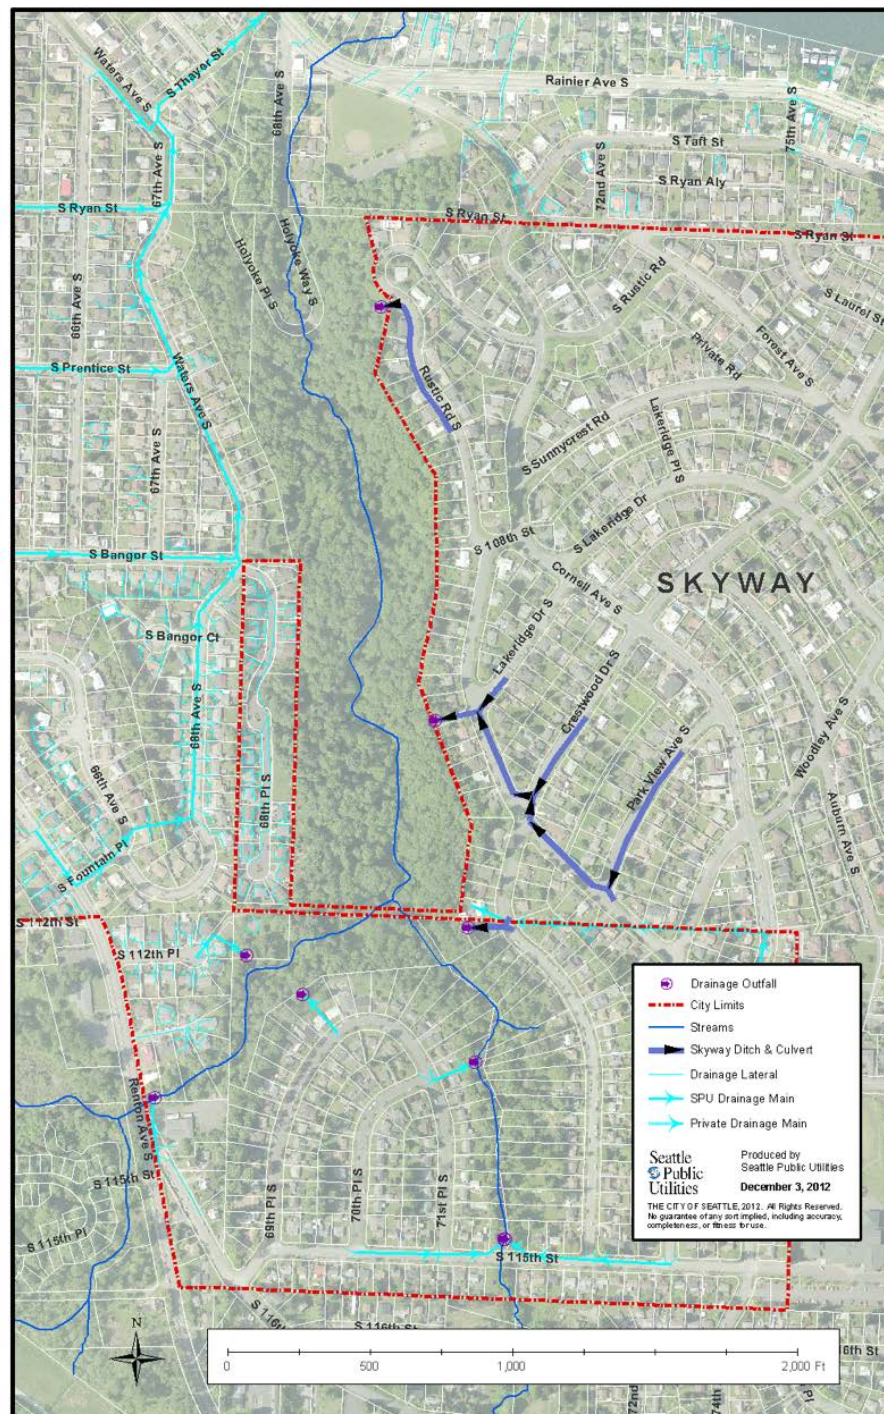 Waters Ave S
S Thayer St
68th Ave S
Rainier Ave S
75th Ave S
67th Ave S
S Taft St
72nd Ave S
S Ryan Aly
S Ryan St
S Ryan St
S Ryan St
Holyoke Way S
Holyoke Pl S
66th Ave S
S Rustic Rd
S Laurel St
Forest Ave S
Private Rd
S Prentice St
Waters Ave S
Rustic Rd S
S Sunnycrest Rd
Lakeridge Pl S
67th Ave S
S Lakeridge Dr
S 108th St
S Bangor St
Cornell Ave S
SKYWAY
S Bangor Ct
Lakeridge Dr S
Crestwood Dr S
68th Ave S
Park View Ave S
Woodley Ave S
66th Ave S
68th Pl S
Auburn Ave S
S Fountain Pl
S 112th St
S 112th Pl
Drainage Outfall
City Limits
Streams
Skyway Ditch & Culvert
Drainage Lateral
SPU Drainage Main
Private Drainage Main
Seattle
Public
Utilities
Produced by
Seattle Public Utilities
December 3, 2012
THE CITY OF SEATTLE, 2012. All Rights Reserved.
No guarantee of any sort implied, including accuracy,
completeness, or fitness for use.
Renton Ave S
S 115th St
69th Pl S
70th Pl S
71st Pl S
S 115th Pl
S 115th St
S 116th
S 116th St
N
0 500 1,000 2,000 Ft
16th St
72nd
74th
Pl